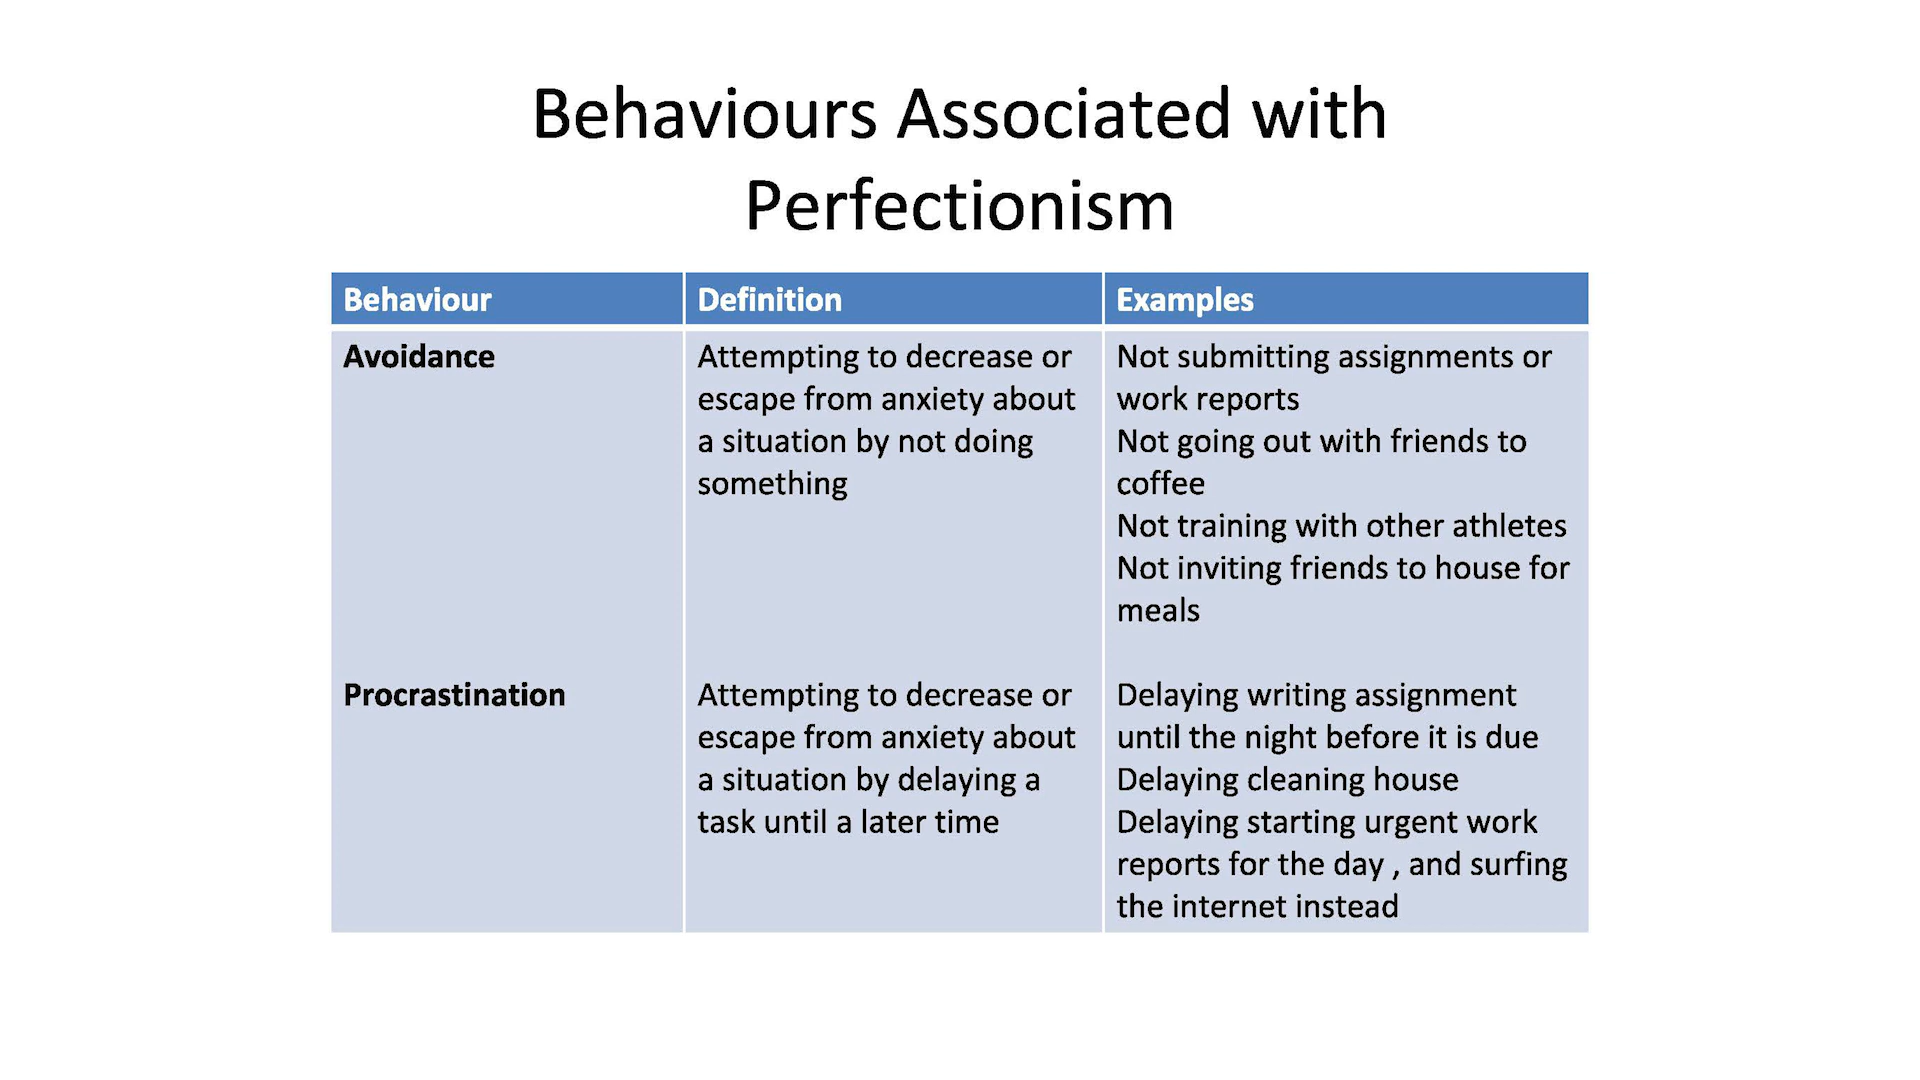 Behaviours Associated with
Perfectionism
Behaviour
Definition
Examples
Avoidance
Attempting to decrease or
escape from anxiety about
a situation by not doing
something
Not submitting assignments or
work reports
Not going out with friends to
coffee
Not training with other athletes
Not inviting friends to house for
meals
Procrastination
Attempting to decrease or
escape from anxiety about
a situation by delaying a
task until a later time
Delaying writing assignment
until the night before it is due
Delaying cleaning house
Delaying starting urgent work
reports for the day , and surfing
the internet instead